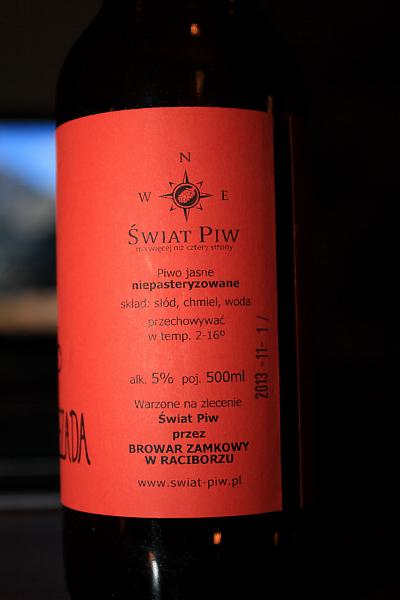 N
W E
ŚWIAT PIW
ma więcej niż cztery strony
Piwo jasne
niepasteryzowane
skład: słód, chmiel, woda
przechowywać
w temp. 2-16º
alk. 5% poj. 500ml
Warzone na zlecenie
Świat Piw
przez
BROWAR ZAMKOWY
W RACIBORZU
www.swiat-piw.pl
2013 -11- 1/
ZADA